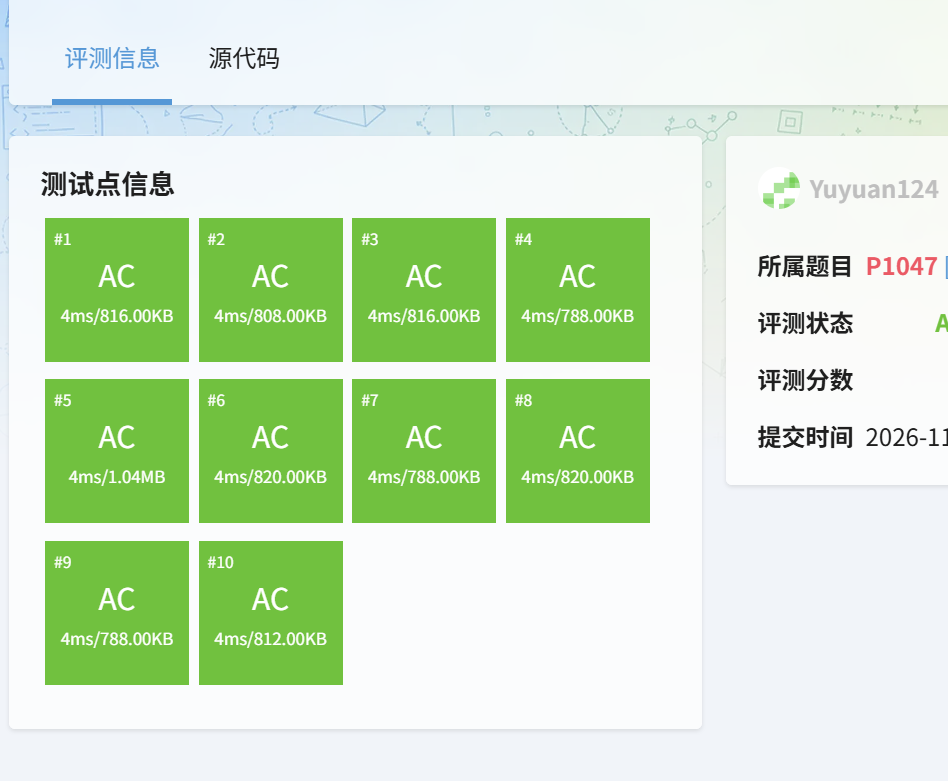 评测信息 源代码
测试点信息
#1 #2 #3 #4
AC AC AC AC
4ms/816.00KB 4ms/808.00KB 4ms/816.00KB 4ms/788.00KB
#5 #6 #7 #8
AC AC AC AC
4ms/1.04MB 4ms/820.00KB 4ms/788.00KB 4ms/820.00KB
#9 #10
AC AC
4ms/788.00KB 4ms/812.00KB
Yuyuan124
所属题目 P1047
评测状态
评测分数
提交时间 2026-11